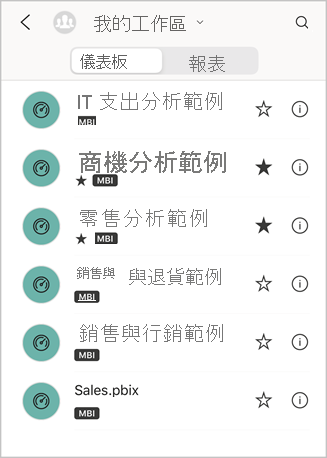 我的工作區
儀表板 報表
IT 支出分析範例
MBI
商機分析範例
MBI
零售分析範例
MBI
銷售與 與退貨範例
MBI
銷售與行銷範例
MBI
Sales.pbix
MBI